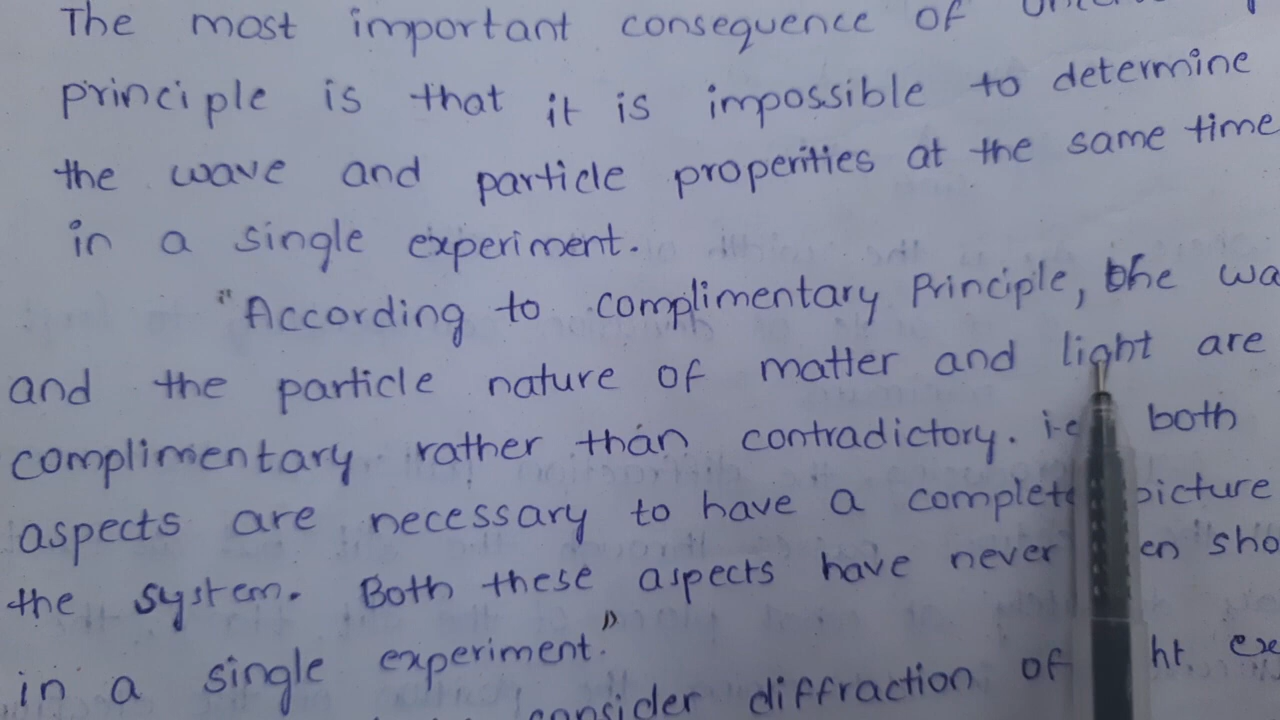 The most important consequence of
principle is that it is impossible to determine
the wave and particle properities at the same time
in a single experiment.
"According to complimentary Principle, the wa
and the particle nature of matter and light are
complimentary rather than contradictory. i.e both
aspects are necessary to have a complete picture
the system. Both these aspects have never en sho
in a single experiment."
consider diffraction of ht. exe